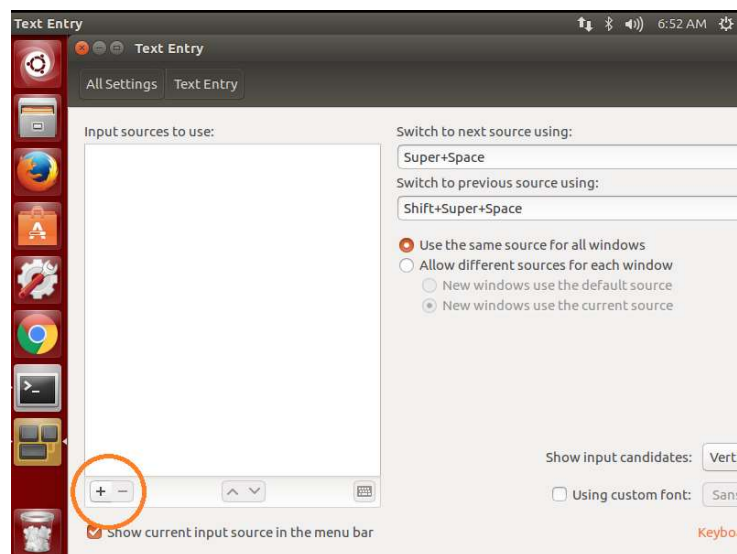 Text Entry
6:52 AM
Text Entry
All Settings Text Entry
Input sources to use:
Switch to next source using:
Super+Space
Switch to previous source using:
Shift+Super+Space
Use the same source for all windows
Allow different sources for each window
New windows use the default source
New windows use the current source
Show input candidates: Vert
Using custom font: Sans
Show current input source in the menu bar
Keyboa